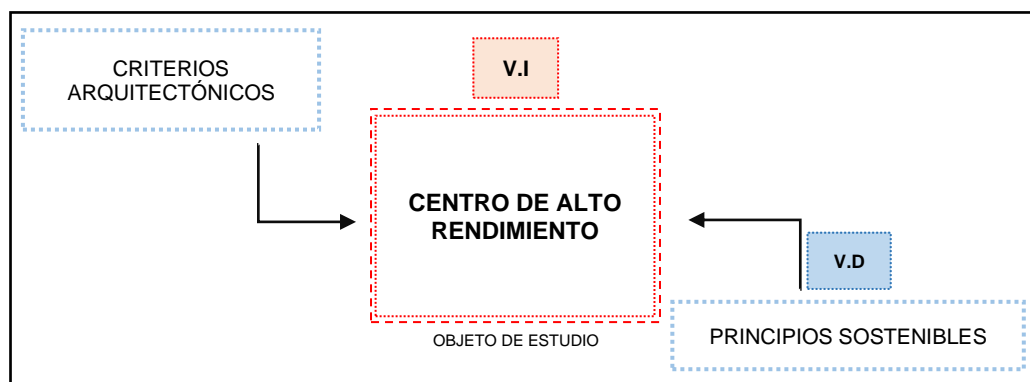 CRITERIOS
ARQUITECTÓNICOS
V.I
CENTRO DE ALTO
RENDIMIENTO
OBJETO DE ESTUDIO
V.D
PRINCIPIOS SOSTENIBLES